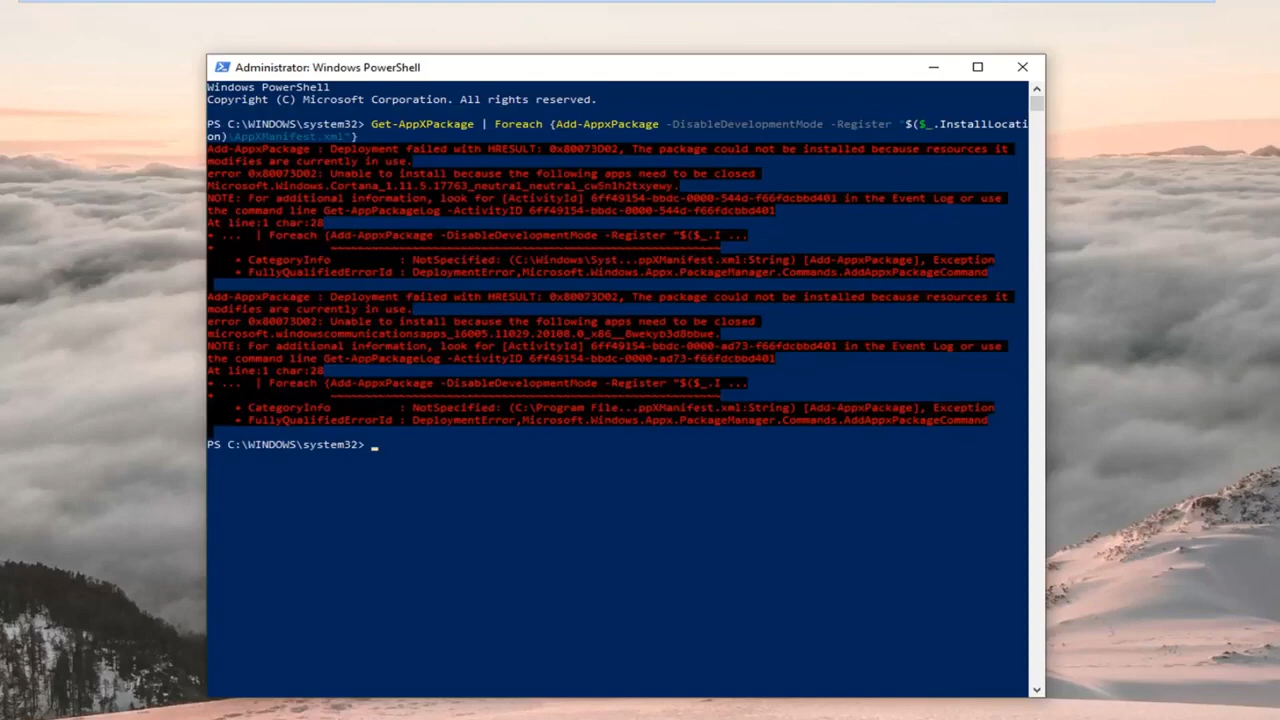 Administrator: Windows PowerShell
Windows PowerShell
Copyright (C) Microsoft Corporation. All rights reserved.
PS C:\WINDOWS\system32> Get-AppXPackage | Foreach {Add-AppxPackage -DisableDevelopmentMode -Register "$($_.InstallLocati
on)\AppXManifest.xml"}
Add-AppxPackage : Deployment failed with HRESULT: 0x80073D02, The package could not be installed because resources it
modifies are currently in use.
error 0x80073D02: Unable to install because the following apps need to be closed
Microsoft.Windows.Cortana_1.11.5.17763_neutral_neutral_cw5n1h2txyewy.
NOTE: For additional information, look for [ActivityId] 6ff49154-bbdc-0000-544d-f66fdcbbd401 in the Event Log or use
the command line Get-AppPackageLog -ActivityID 6ff49154-bbdc-0000-544d-f66fdcbbd401
At line:1 char:28
+ ...  | Foreach {Add-AppxPackage -DisableDevelopmentMode -Register "$($_.I ...
+                 ~~~~~~~~~~~~~~~~~~~~~~~~~~~~~~~~~~~~~~~~~~~~~~~~~~~~~~~~~
    + CategoryInfo          : NotSpecified: (C:\Windows\Syst...ppXManifest.xml:String) [Add-AppxPackage], Exception
    + FullyQualifiedErrorId : DeploymentError,Microsoft.Windows.Appx.PackageManager.Commands.AddAppxPackageCommand
Add-AppxPackage : Deployment failed with HRESULT: 0x80073D02, The package could not be installed because resources it
modifies are currently in use.
error 0x80073D02: Unable to install because the following apps need to be closed
microsoft.windowscommunicationsapps_16005.11029.20108.0_x86__8wekyb3d8bbwe.
NOTE: For additional information, look for [ActivityId] 6ff49154-bbdc-0000-ad73-f66fdcbbd401 in the Event Log or use
the command line Get-AppPackageLog -ActivityID 6ff49154-bbdc-0000-ad73-f66fdcbbd401
At line:1 char:28
+ ...  | Foreach {Add-AppxPackage -DisableDevelopmentMode -Register "$($_.I ...
+                 ~~~~~~~~~~~~~~~~~~~~~~~~~~~~~~~~~~~~~~~~~~~~~~~~~~~~~~~~~
    + CategoryInfo          : NotSpecified: (C:\Program File...ppXManifest.xml:String) [Add-AppxPackage], Exception
    + FullyQualifiedErrorId : DeploymentError,Microsoft.Windows.Appx.PackageManager.Commands.AddAppxPackageCommand
PS C:\WINDOWS\system32>